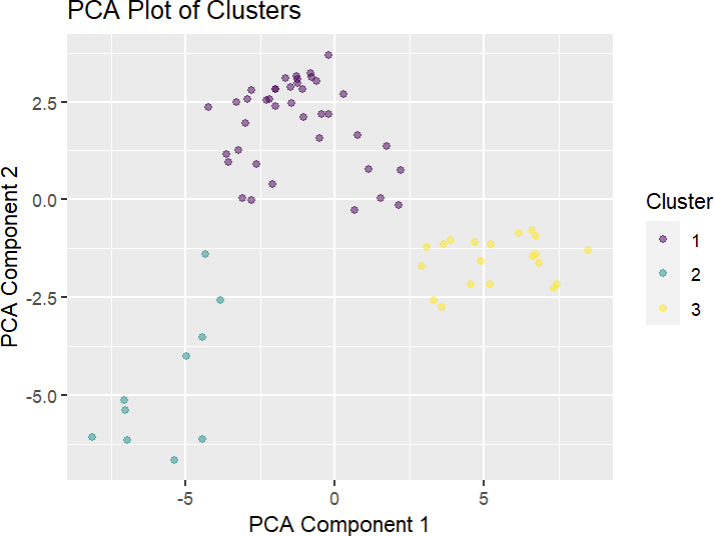 PCA Plot of Clusters
2.5
0.0
-2.5
-5.0
PCA Component 2
-5
0
5
PCA Component 1
Cluster
1
2
3